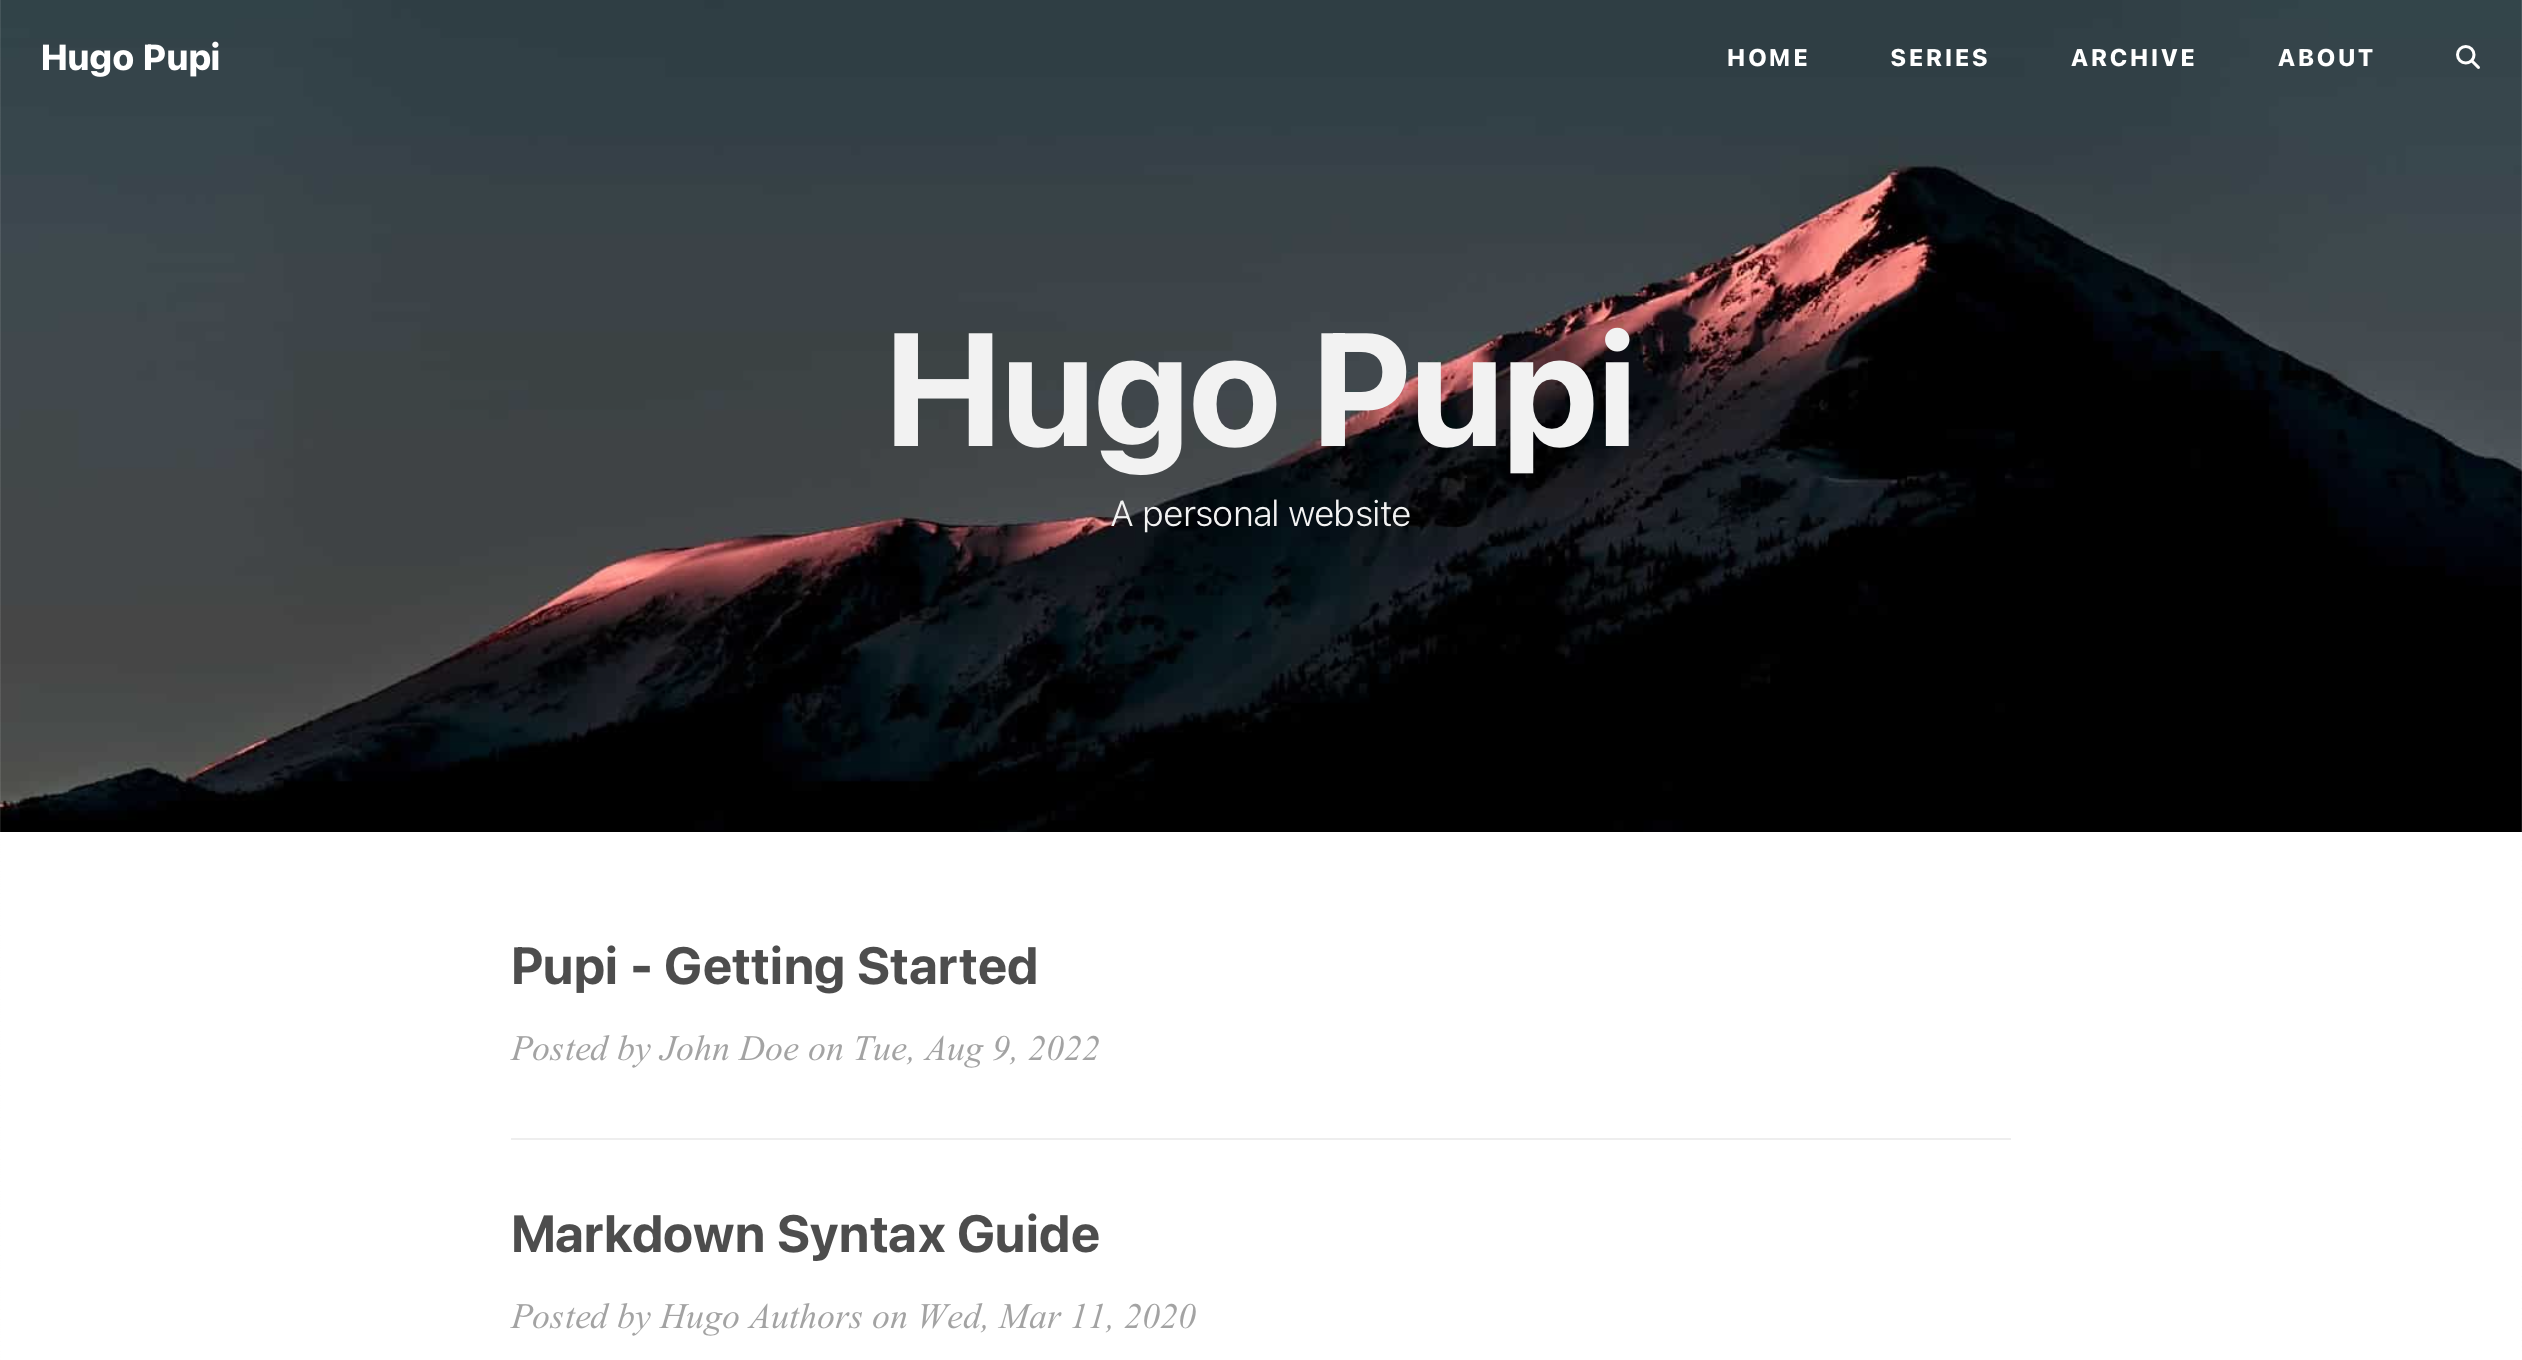 Hugo Pupi
HOME SERIES ARCHIVE ABOUT
Hugo Pupi
A personal website
Pupi - Getting Started
Posted by John Doe on Tue, Aug 9, 2022
Markdown Syntax Guide
Posted by Hugo Authors on Wed, Mar 11, 2020